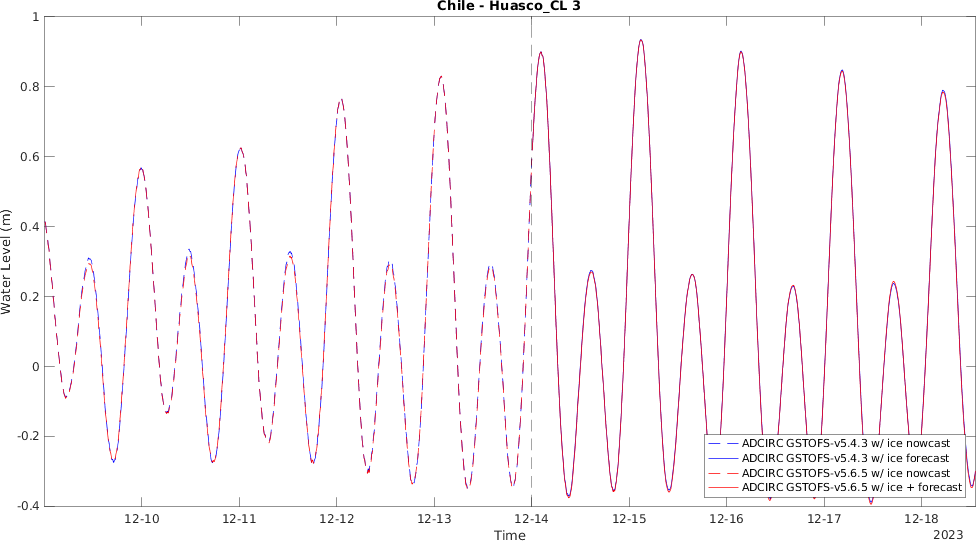 Chile - Huasco_CL 3
Water Level (m)
1
0.8
0.6
0.4
0.2
0
-0.2
-0.4
ADCIRC GSTOFS-v5.4.3 w/ ice nowcast
ADCIRC GSTOFS-v5.4.3 w/ ice forecast
ADCIRC GSTOFS-v5.6.5 w/ ice nowcast
ADCIRC GSTOFS-v5.6.5 w/ ice + forecast
12-10 12-11 12-12 12-13 12-14 12-15 12-16 12-17 12-18
Time
2023